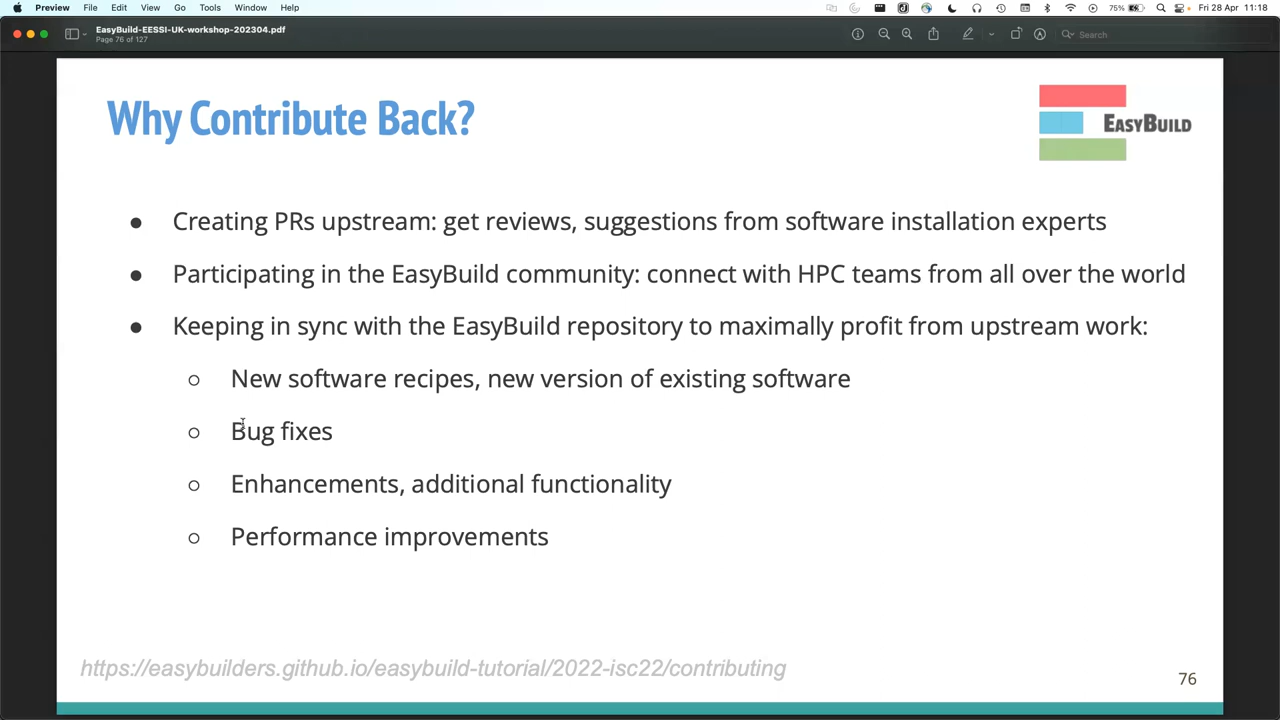 Preview File Edit View Go Tools Window Help 75% Fri 28 Apr 11:18
EasyBuild-EESSI-UK-workshop-202304.pdf
Page 76 of 127
Search
Why Contribute Back?
EASYBUILD
● Creating PRs upstream: get reviews, suggestions from software installation experts
● Participating in the EasyBuild community: connect with HPC teams from all over the world
● Keeping in sync with the EasyBuild repository to maximally profit from upstream work:
○ New software recipes, new version of existing software
○ Bug fixes
○ Enhancements, additional functionality
○ Performance improvements
https://easybuilders.github.io/easybuild-tutorial/2022-isc22/contributing
76